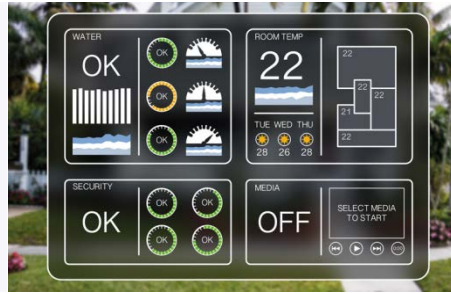 WATER
OK
OK
OK
OK
ROOM TEMP
22
TUE WED THU
28 26 28
22
22
22
21
22
SECURITY
OK
OK OK
OK OK
MEDIA
OFF
SELECT MEDIA
TO START